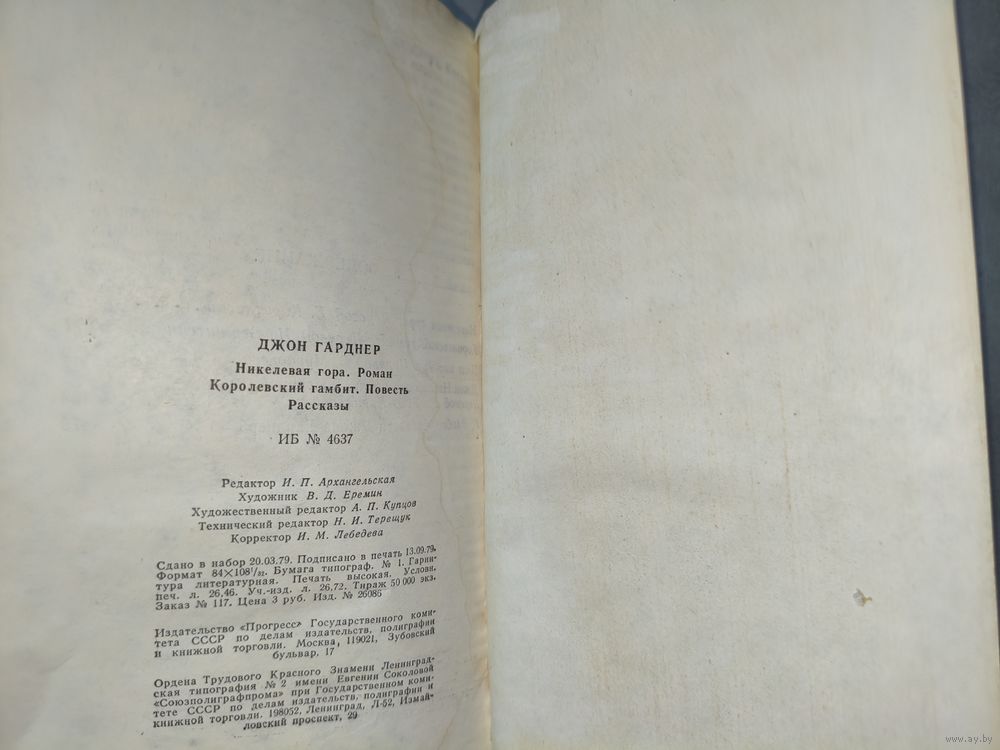 ДЖОН ГАРДНЕР
Никелевая гора. Роман
Королевский гамбит. Повесть
Рассказы
ИБ № 4637
Редактор И. П. Архангельская
Художник В. Д. Еремин
Художественный редактор А. П. Купцов
Технический редактор Н. И. Терещук
Корректор И. М. Лебедева
Сдано в набор 20.03.79. Подписано в печать 13.09.79.
Формат 84×108¹/₃₂. Бумага типограф. № 1. Гарни-
тура литературная. Печать высокая. Условн.
печ. л. 26,46. Уч.-изд. л. 26,72. Тираж 50 000 экз.
Заказ № 117. Цена 3 руб. Изд. № 26086
Издательство «Прогресс» Государственного коми-
тета СССР по делам издательств, полиграфии
и книжной торговли. Москва, 119021, Зубовский
бульвар, 17
Ордена Трудового Красного Знамени Ленинград-
ская типография № 2 имени Евгении Соколовой
«Союзполиграфпрома» при Государственном коми-
тете СССР по делам издательств, полиграфии и
книжной торговли. 198052, Ленинград, Л-52, Измай-
ловский проспект, 29
www.ay.by